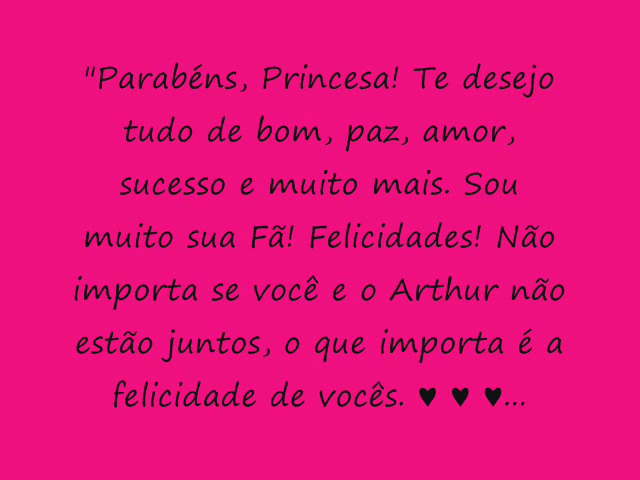 "Parabéns, Princesa! Te desejo
tudo de bom, paz, amor,
sucesso e muito mais. Sou
muito sua Fã! Felicidades! Não
importa se você e o Arthur não
estão juntos, o que importa é a
felicidade de vocês. ♥ ♥ ♥...